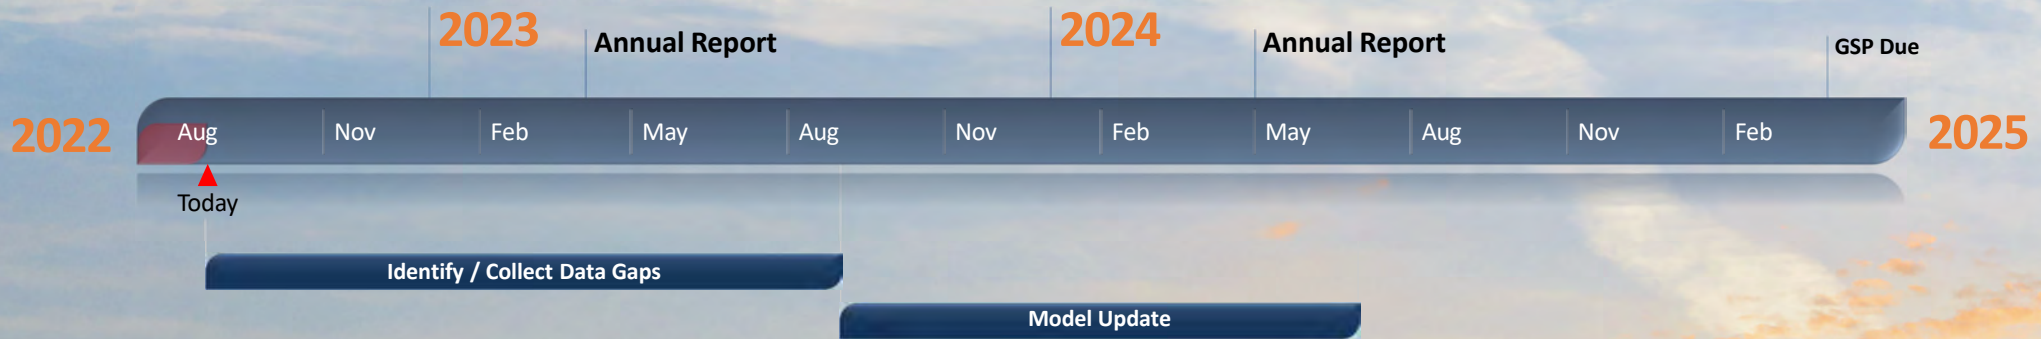 2023
Annual Report
2024
Annual Report
GSP Due
2022
Aug
Nov
Feb
May
Aug
Nov
Feb
May
Aug
Nov
Feb
2025
Today
Identify / Collect Data Gaps
Model Update